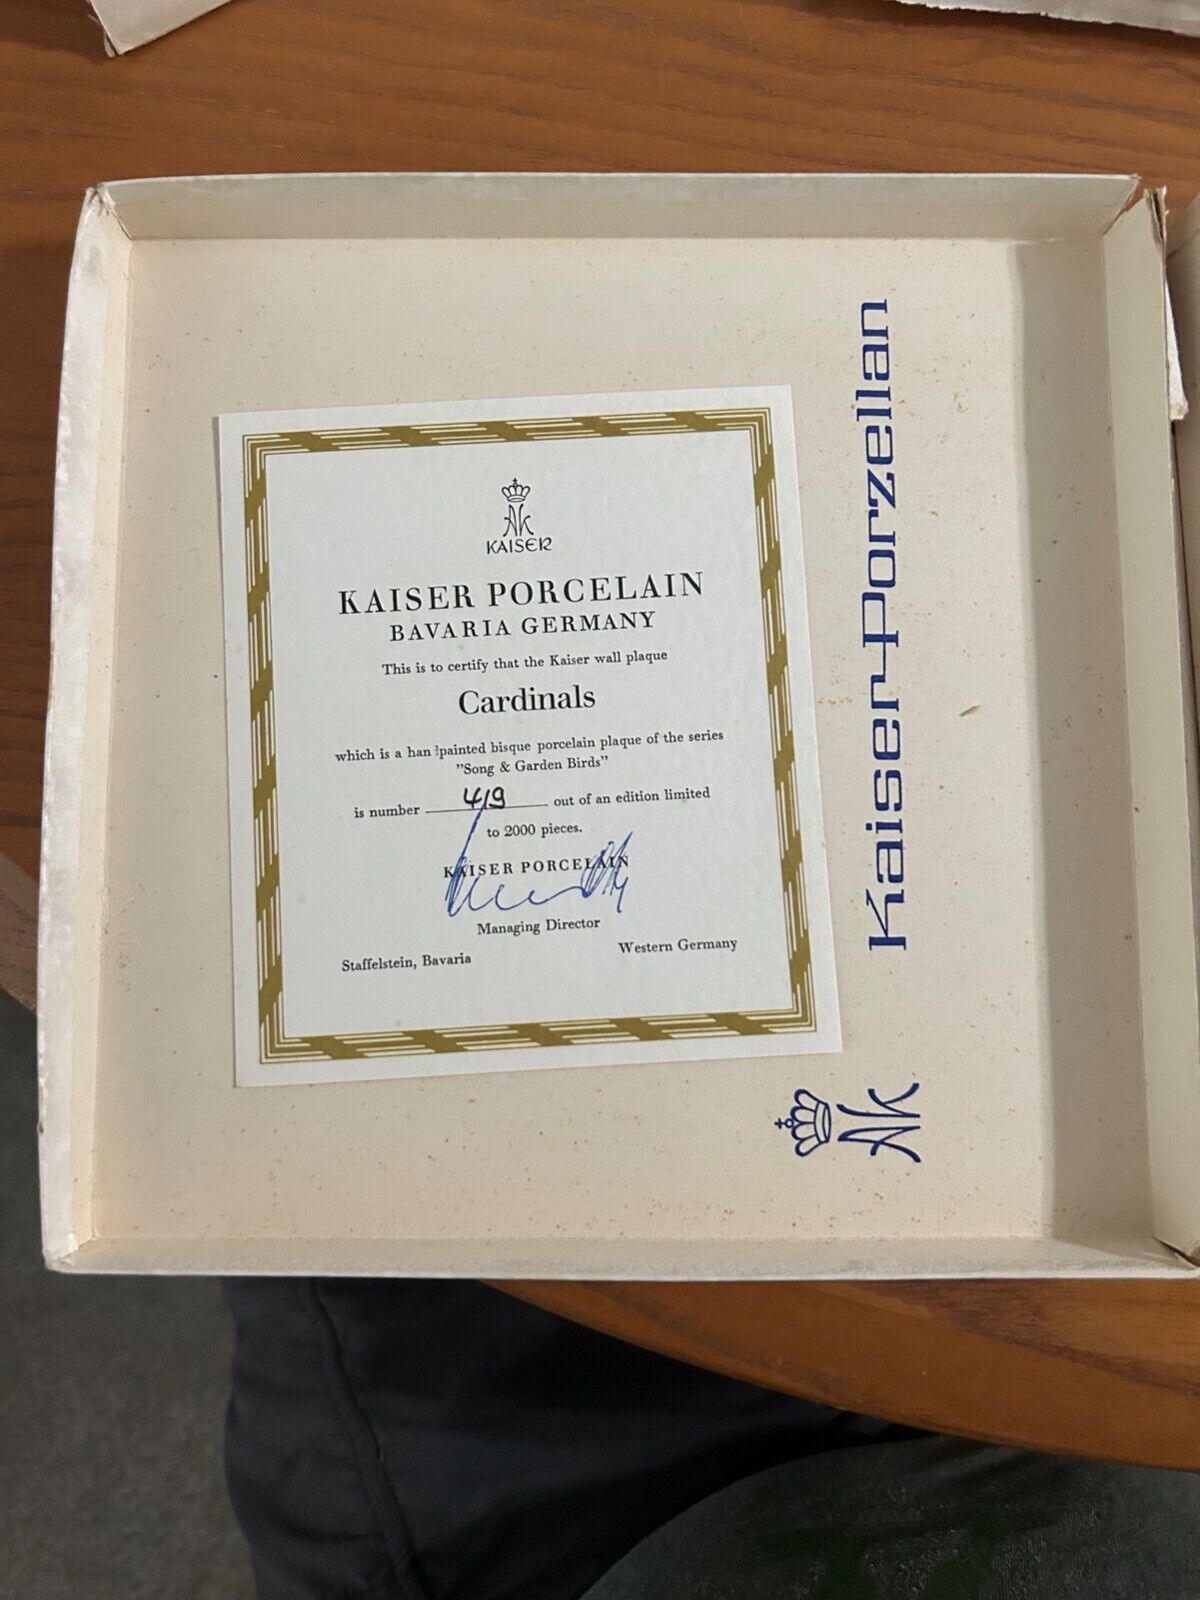 AK
KAISER
KAISER PORCELAIN
BAVARIA GERMANY
This is to certify that the Kaiser wall plaque
Cardinals
which is a han painted bisque porcelain plaque of the series
"Song & Garden Birds"
is number 419 out of an edition limited
to 2000 pieces.
KAISER PORCELAIN
Managing Director
Staffelstein, Bavaria
Western Germany
Kaiser-Porzellan
AK